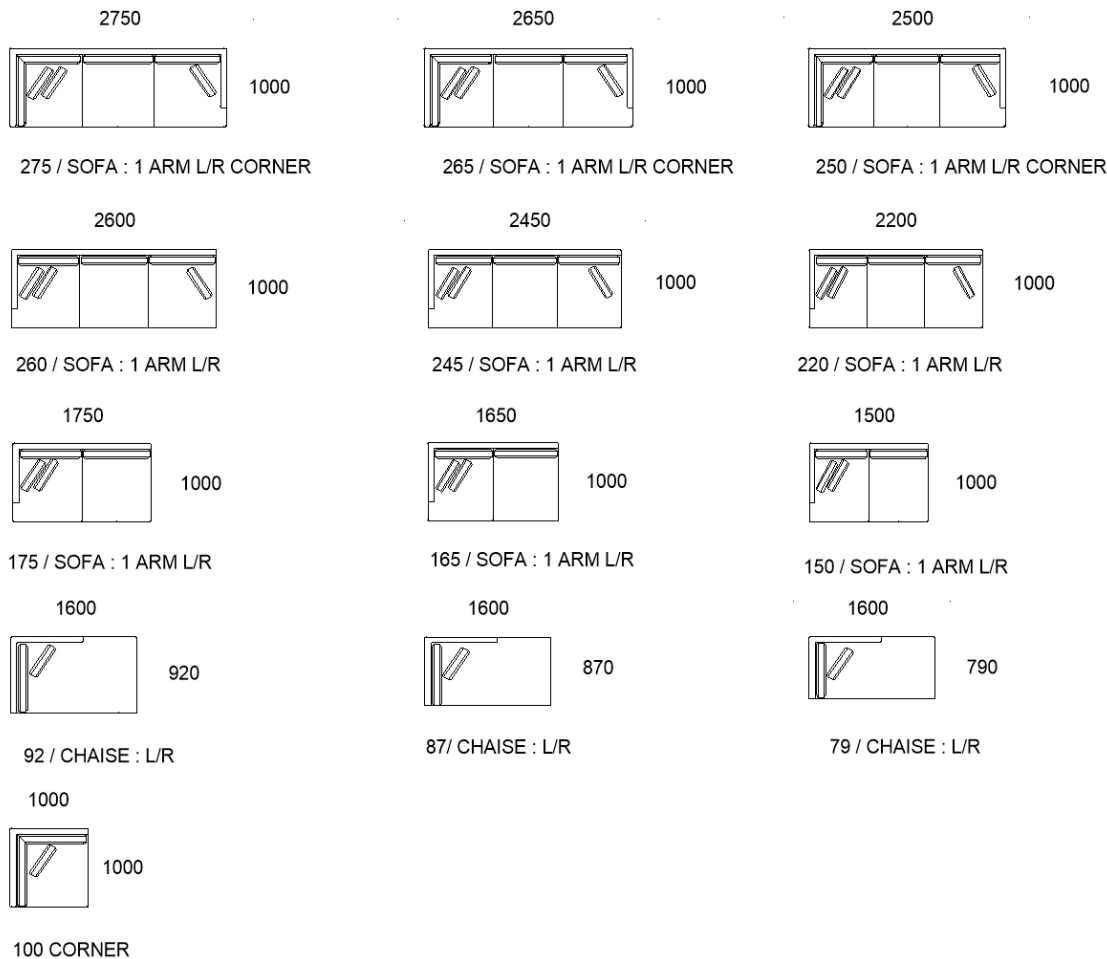 2750
2650
2500
1000
1000
1000
275 / SOFA : 1 ARM L/R CORNER
265 / SOFA : 1 ARM L/R CORNER
250 / SOFA : 1 ARM L/R CORNER
2600
2450
2200
1000
1000
1000
260 / SOFA : 1 ARM L/R
245 / SOFA : 1 ARM L/R
220 / SOFA : 1 ARM L/R
1750
1650
1500
1000
1000
1000
175 / SOFA : 1 ARM L/R
165 / SOFA : 1 ARM L/R
150 / SOFA : 1 ARM L/R
1600
1600
1600
920
870
790
92 / CHAISE : L/R
87/ CHAISE : L/R
79 / CHAISE : L/R
1000
1000
100 CORNER